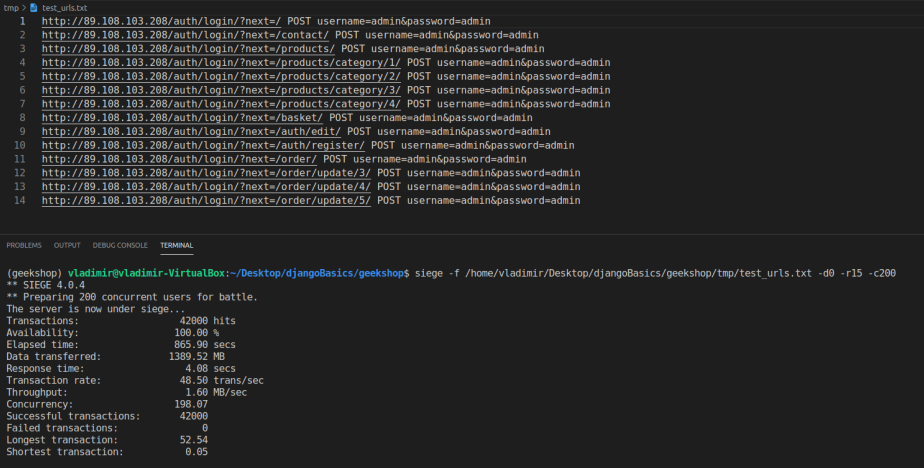 tmp > test_urls.txt
1 http://89.108.103.208/auth/login/?next=/ POST username=admin&password=admin
2 http://89.108.103.208/auth/login/?next=/contact/ POST username=admin&password=admin
3 http://89.108.103.208/auth/login/?next=/products/ POST username=admin&password=admin
4 http://89.108.103.208/auth/login/?next=/products/category/1/ POST username=admin&password=admin
5 http://89.108.103.208/auth/login/?next=/products/category/2/ POST username=admin&password=admin
6 http://89.108.103.208/auth/login/?next=/products/category/3/ POST username=admin&password=admin
7 http://89.108.103.208/auth/login/?next=/products/category/4/ POST username=admin&password=admin
8 http://89.108.103.208/auth/login/?next=/basket/ POST username=admin&password=admin
9 http://89.108.103.208/auth/login/?next=/auth/edit/ POST username=admin&password=admin
10 http://89.108.103.208/auth/login/?next=/auth/register/ POST username=admin&password=admin
11 http://89.108.103.208/auth/login/?next=/order/ POST username=admin&password=admin
12 http://89.108.103.208/auth/login/?next=/order/update/3/ POST username=admin&password=admin
13 http://89.108.103.208/auth/login/?next=/order/update/4/ POST username=admin&password=admin
14 http://89.108.103.208/auth/login/?next=/order/update/5/ POST username=admin&password=admin
PROBLEMS OUTPUT DEBUG CONSOLE TERMINAL
(geekshop) vladimir@vladimir-VirtualBox:~/Desktop/djangoBasics/geekshop$ siege -f /home/vladimir/Desktop/djangoBasics/geekshop/tmp/test_urls.txt -d0 -r15 -c200
** SIEGE 4.0.4
** Preparing 200 concurrent users for battle.
The server is now under siege...
Transactions: 42000 hits
Availability: 100.00 %
Elapsed time: 865.90 secs
Data transferred: 1389.52 MB
Response time: 4.08 secs
Transaction rate: 48.50 trans/sec
Throughput: 1.60 MB/sec
Concurrency: 198.07
Successful transactions: 42000
Failed transactions: 0
Longest transaction: 52.54
Shortest transaction: 0.05